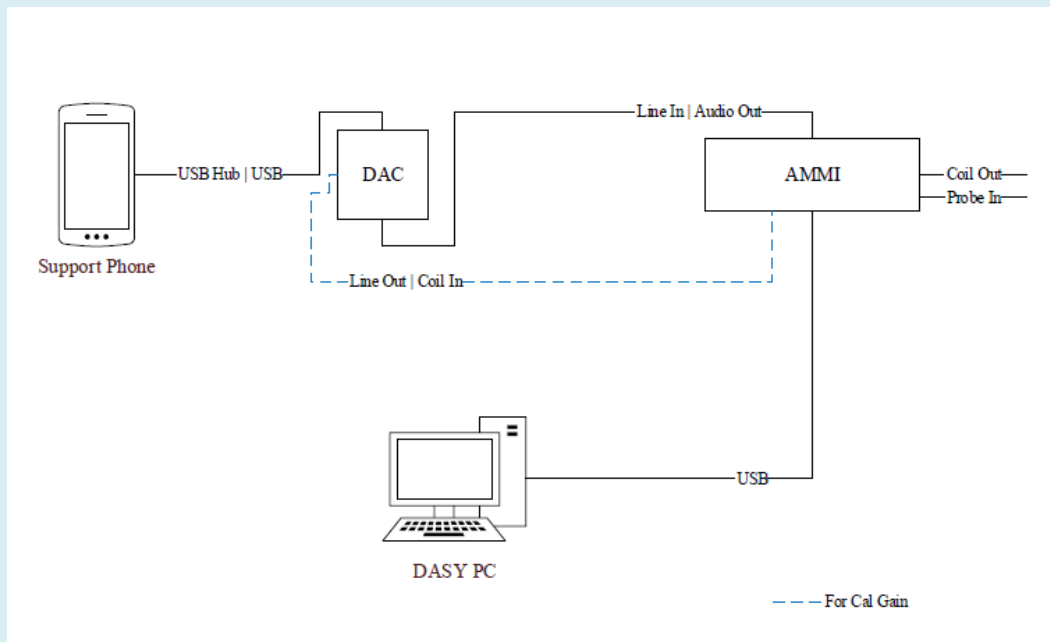 Line In | Audio Out
USB Hub | USB
DAC
AMMI
Coil Out
Probe In
Support Phone
Line Out | Coil In
USB
DASY PC
For Cal Gain